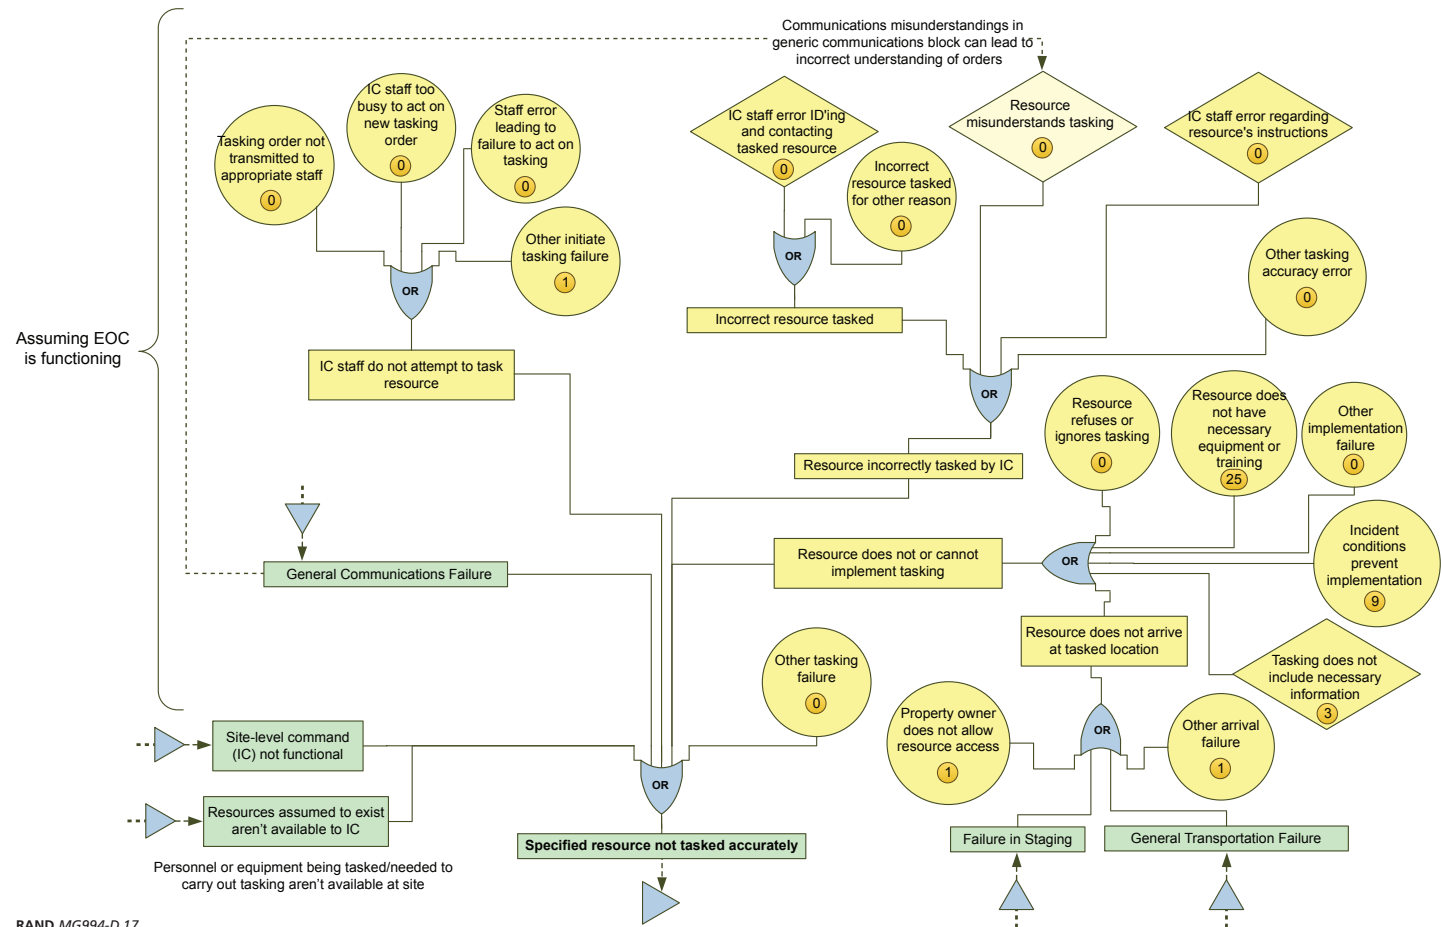 Communications misunderstandings in
generic communications block can lead to
incorrect understanding of orders
IC staff too
busy to act on
new tasking
order
0
Tasking order not
transmitted to
appropriate staff
0
Staff error
leading to
failure to act on
tasking
0
Other initiate
tasking failure
1
OR
IC staff do not attempt to task
resource
IC staff error ID'ing
and contacting
tasked resource
0
Incorrect
resource tasked
for other reason
0
Resource
misunderstands tasking
0
IC staff error regarding
resource's instructions
0
Other tasking
accuracy error
0
OR
Incorrect resource tasked
OR
Resource incorrectly tasked by IC
Assuming EOC
is functioning
Resource
refuses or
ignores tasking
0
Resource does
not have
necessary
equipment or
training
25
Other
implementation
failure
0
Incident
conditions
prevent
implementation
9
Tasking does not
include necessary
information
3
OR
Resource does not or cannot
implement tasking
General Communications Failure
Resource does not arrive
at tasked location
Other tasking
failure
0
Property owner
does not allow
resource access
1
OR
Other arrival
failure
1
Site-level command
(IC) not functional
Resources assumed to exist
aren't available to IC
Personnel or equipment being tasked/needed to
carry out tasking aren't available at site
OR
Specified resource not tasked accurately
Failure in Staging
General Transportation Failure
RAND MG994-D.17